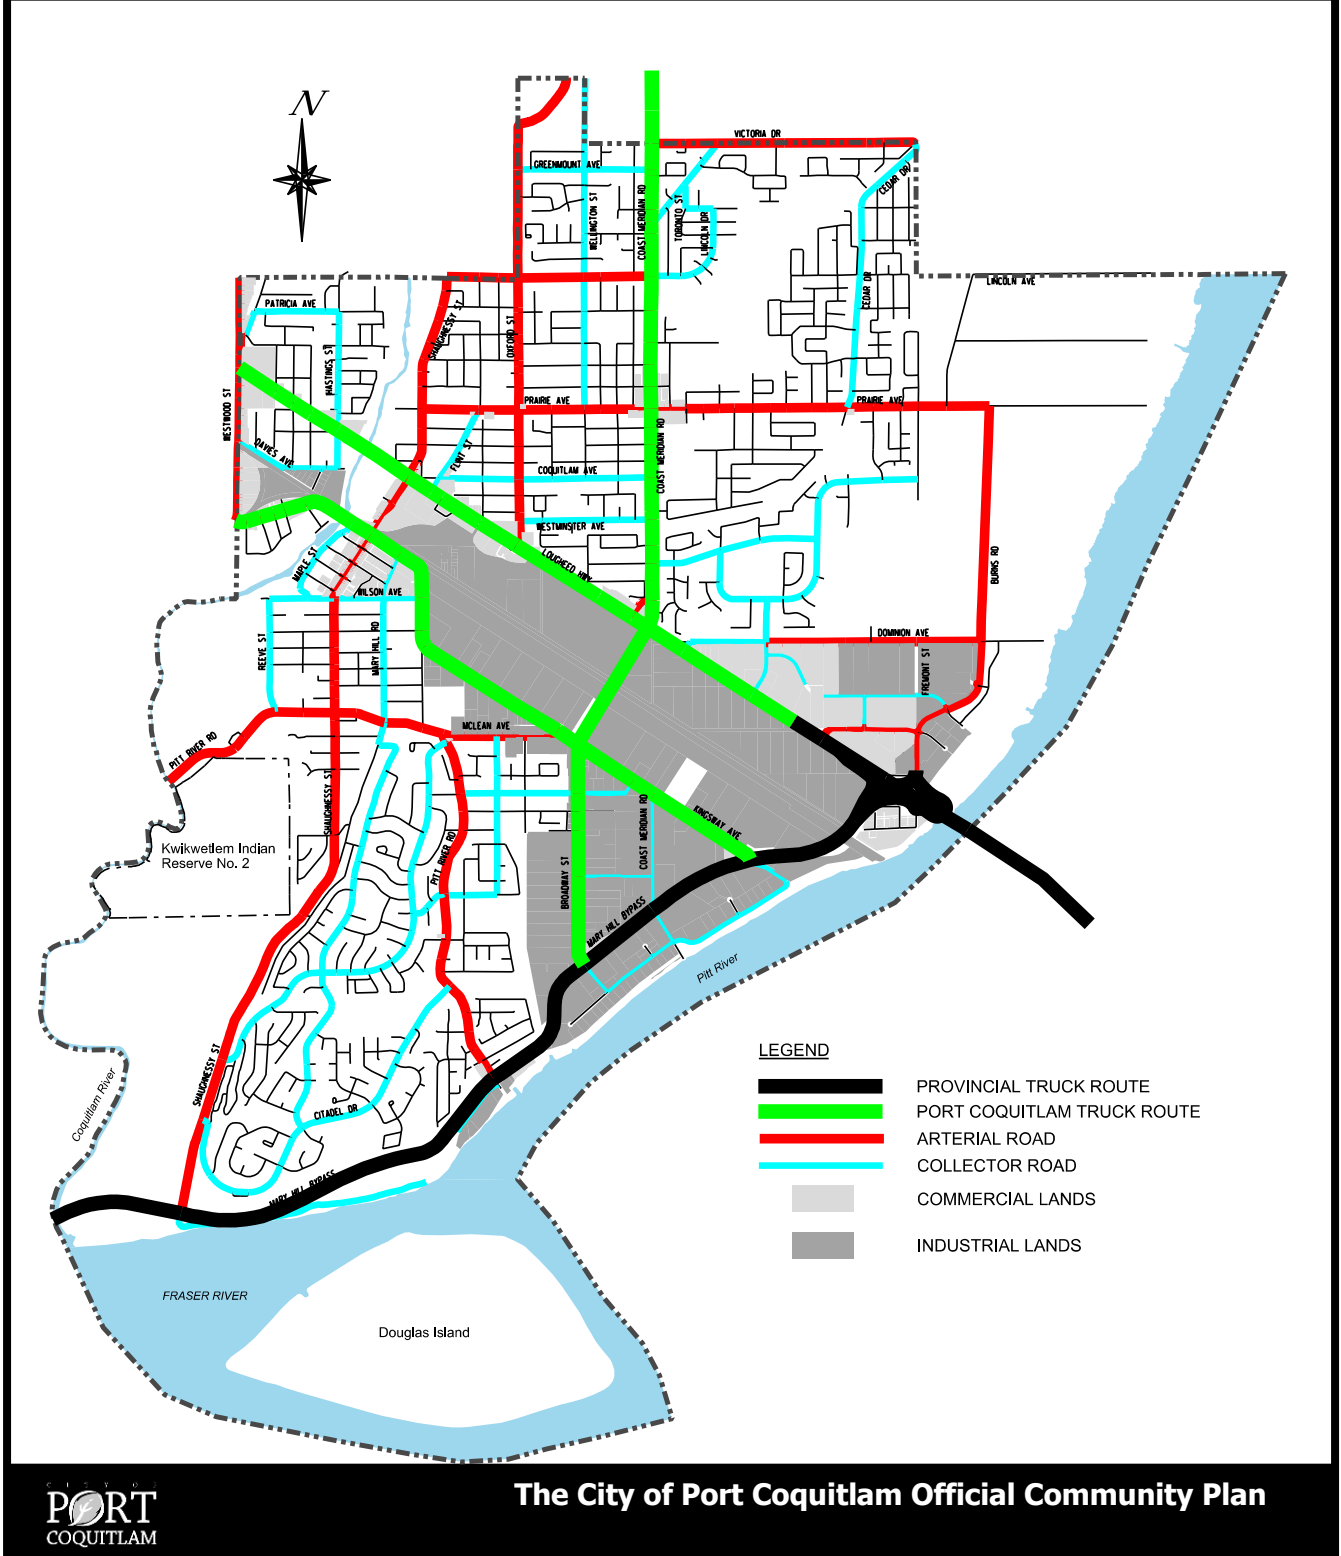 N
VICTORIA DR
GREENMOUNT AVE
CEDAR DR
WELLINGTON ST
COAST MERIDIAN RD
TORONTO ST
LINCOLN DR
LINCOLN AVE
CEDAR DR
PATRICIA AVE
SHAUGHNESSY ST
OXFORD ST
HASTINGS ST
WESTWOOD ST
PRAIRIE AVE
PRAIRIE AVE
DAVIES AVE
FLINT ST
COAST MERIDIAN RD
COQUITLAM AVE
WESTMINSTER AVE
LOUGHEED HWY
BURNS RD
MAPLE ST
WILSON AVE
REEVE ST
MARY HILL RD
DOMINION AVE
FREMONT ST
MCLEAN AVE
PITT RIVER RD
SHAUGHNESSY ST
KINGSWAY AVE
COAST MERIDIAN RD
Kwikwetlem Indian
Reserve No. 2
PITT RIVER RD
BROADWAY ST
MARY HILL BYPASS
Pitt River
SHAUGHNESSY ST
Coquitlam River
CITADEL DR
MARY HILL BYPASS
FRASER RIVER
Douglas Island
LEGEND
PROVINCIAL TRUCK ROUTE
PORT COQUITLAM TRUCK ROUTE
ARTERIAL ROAD
COLLECTOR ROAD
COMMERCIAL LANDS
INDUSTRIAL LANDS
CITY OF
PORT
COQUITLAM
The City of Port Coquitlam Official Community Plan